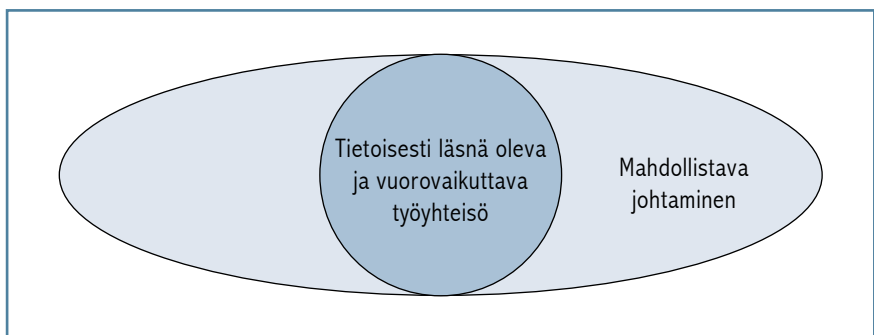 Tietoisesti läsnä oleva
ja vuorovaikuttava
työyhteisö
Mahdollistava
johtaminen